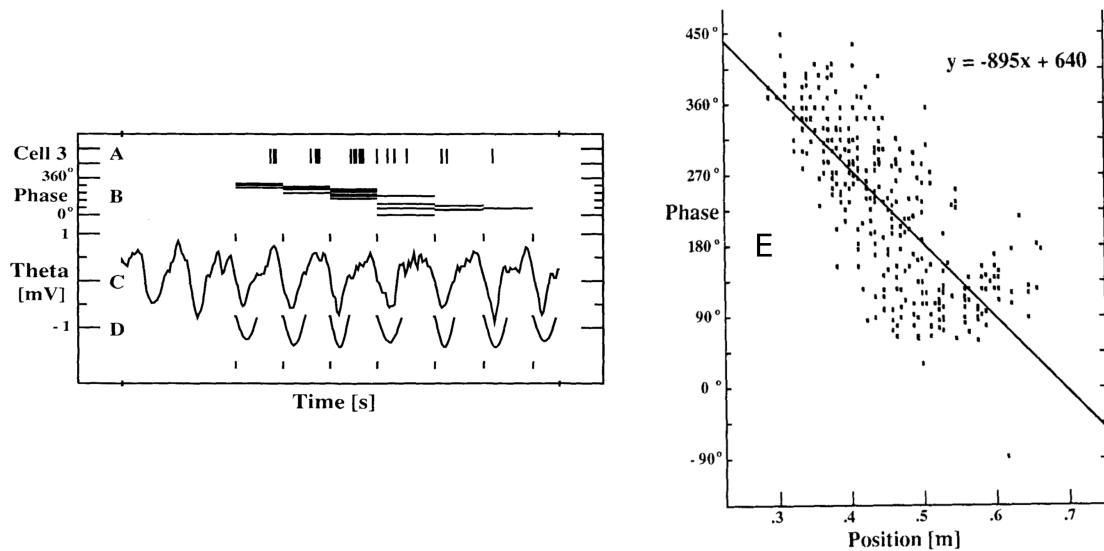 Cell 3
A
360°
Phase
B
0°
1
Theta
[mV]
C
- 1
D
Time [s]
450°
y = -895x + 640
360°
270°
Phase
180°
E
90°
0°
- 90°
.3 .4 .5 .6 .7
Position [m]